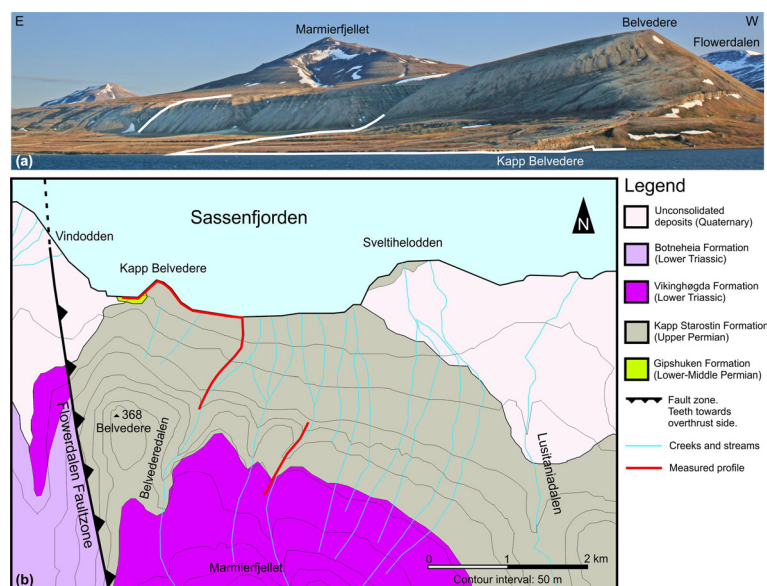 E
Marmierfjellet
Belvedere
W
Flowerdalen
(a)
Kapp Belvedere
Legend
Sassenfjorden
N
Vindodden
Sveltihelodden
Kapp Belvedere
Unconsolidated
deposits (Quaternary)
Botneheia Formation
(Lower Triassic)
Vikinghøgda Formation
(Lower Triassic)
Kapp Starostin Formation
(Upper Permian)
Gipshuken Formation
(Lower-Middle Permian)
Fault zone.
Teeth towards
overthrust side.
Creeks and streams
Measured profile
368
Belvedere
Belvederedalen
Flowerdalen Faultzone
Lusitaniadalen
(b)
Marmierfjellet
0 1 2 km
Contour interval: 50 m